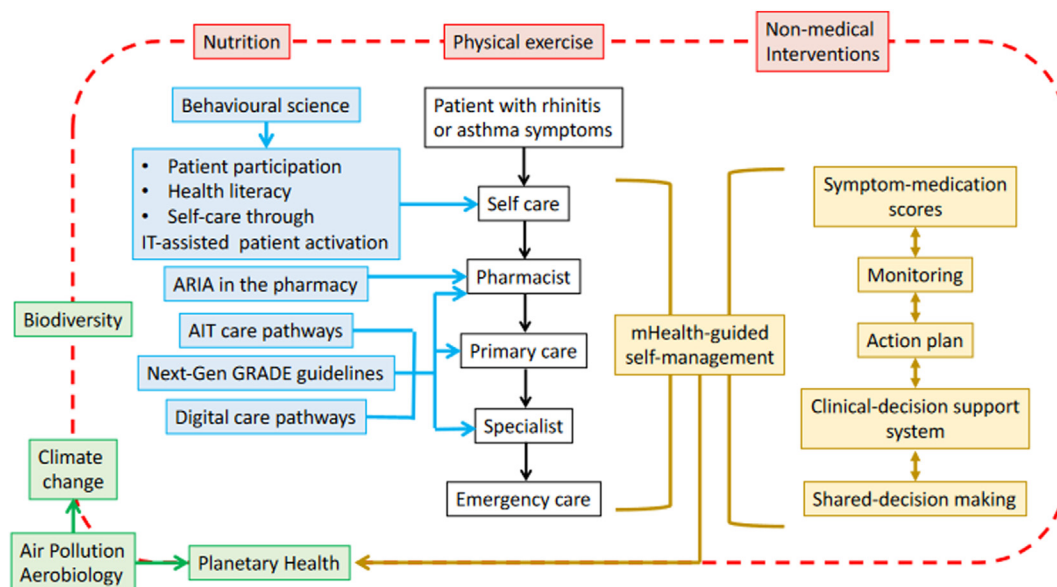 Nutrition
Physical exercise
Non-medical
Interventions
Behavioural science
Patient with rhinitis
or asthma symptoms
• Patient participation
• Health literacy
• Self-care through
IT-assisted patient activation
Self care
Symptom-medication
scores
ARIA in the pharmacy
Pharmacist
Monitoring
Biodiversity
AIT care pathways
Next-Gen GRADE guidelines
Digital care pathways
Primary care
mHealth-guided
self-management
Action plan
Specialist
Clinical-decision support
system
Climate
change
Emergency care
Shared-decision making
Air Pollution
Aerobiology
Planetary Health